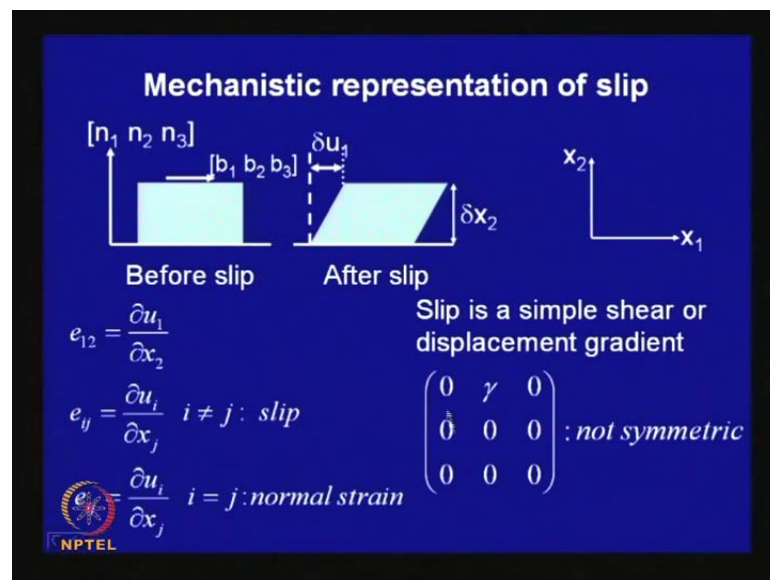 Mechanistic representation of slip
[n₁ n₂ n₃]
[b₁ b₂ b₃]
δu₁
δx₂
x₂
x₁
Before slip
After slip
Slip is a simple shear or
displacement gradient
e₁₂ = ∂u₁/∂x₂
eᵢⱼ = ∂uᵢ/∂xⱼ i ≠ j : slip
e = ∂uᵢ/∂xⱼ i = j : normal strain
0 γ 0
0 0 0 : not symmetric
0 0 0
NPTEL